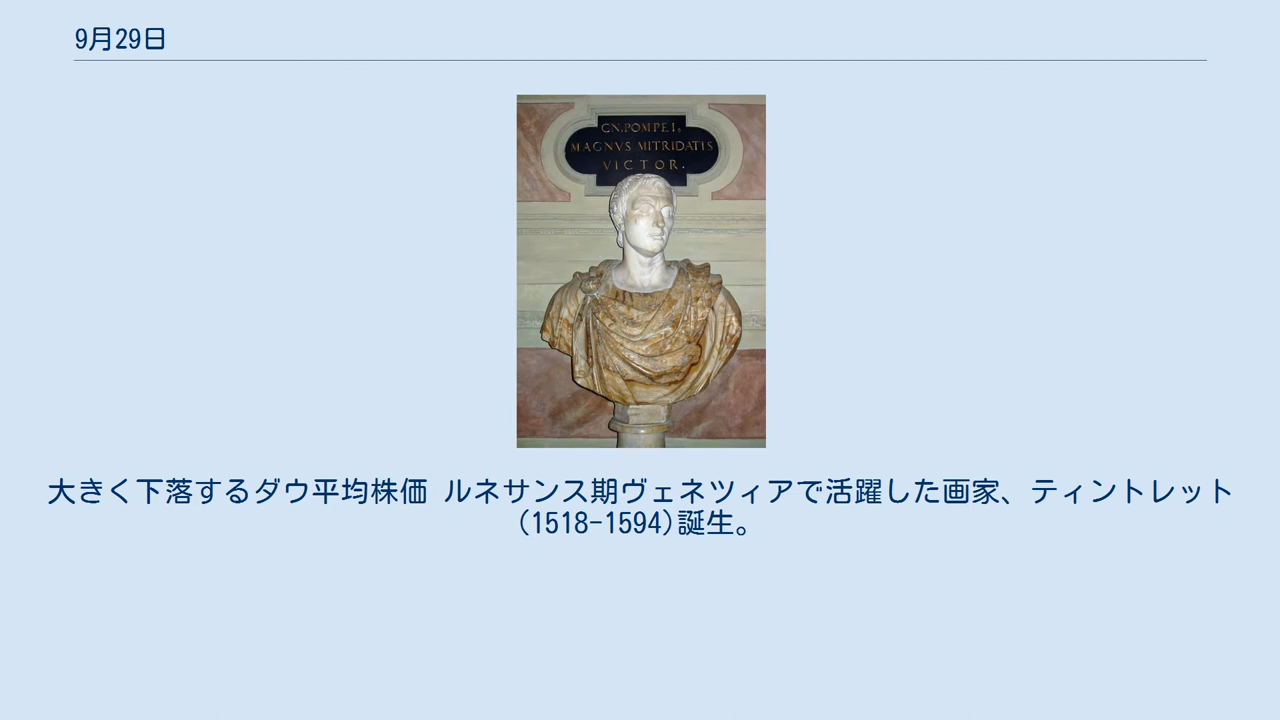 9月29日
CN.POMPEI.
MAGNVS MITRIDATIS
VICTOR.
大きく下落するダウ平均株価 ルネサンス期ヴェネツィアで活躍した画家、ティントレット
(1518-1594)誕生。